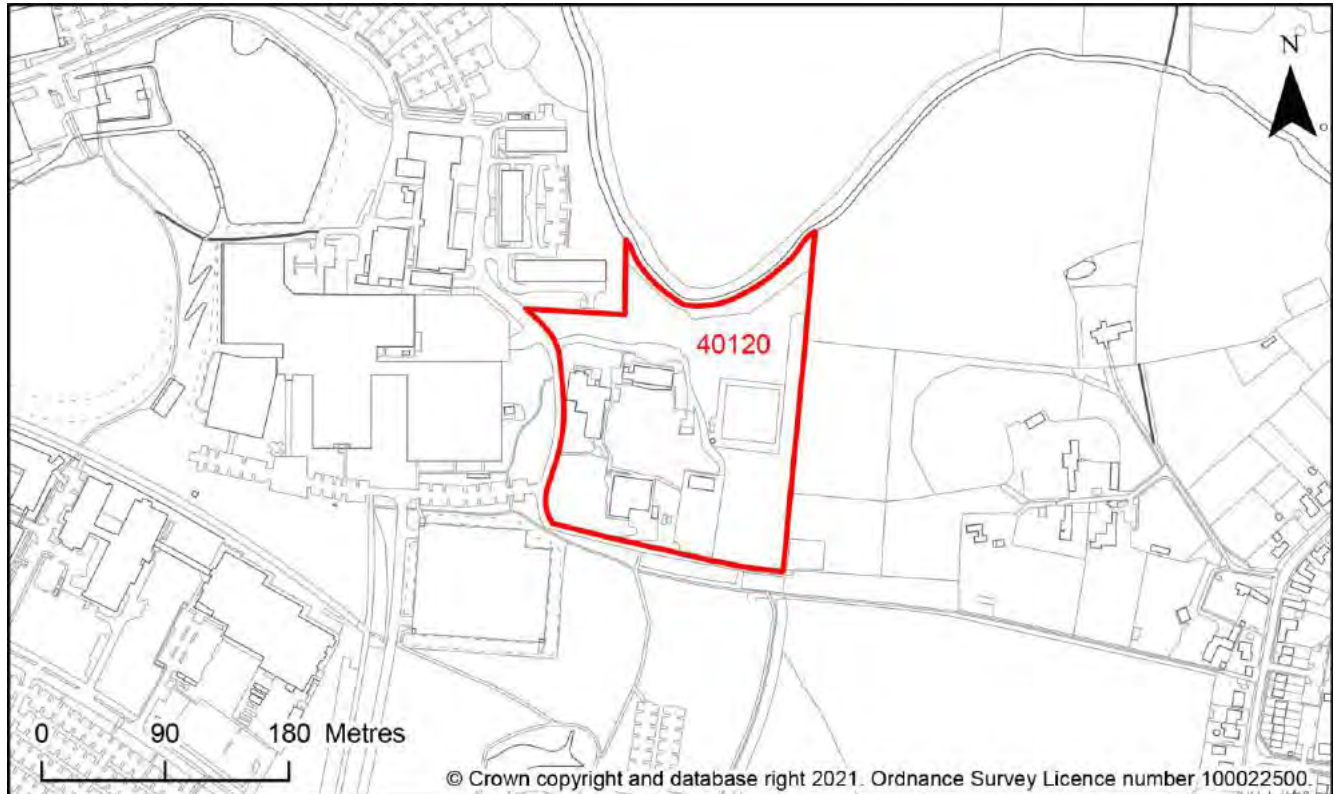 N
40120
0 90 180 Metres
© Crown copyright and database right 2021. Ordnance Survey Licence number 100022500.